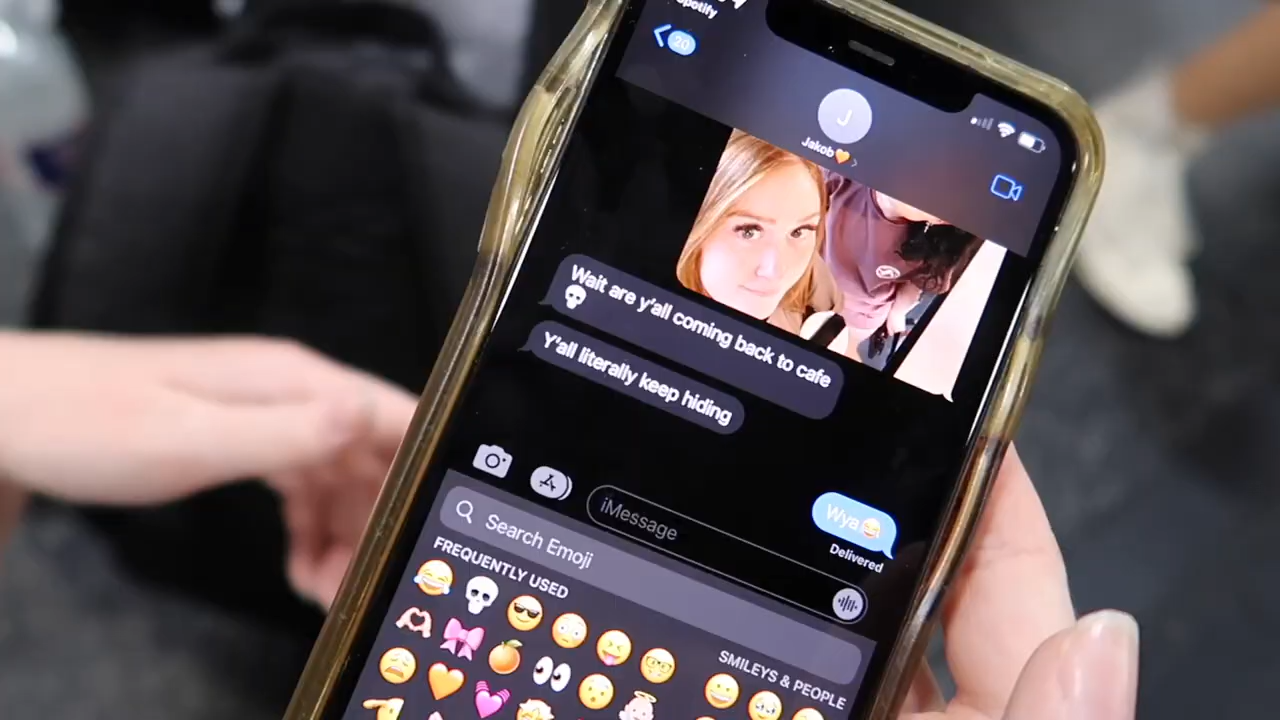 Spotify
20
J
Jakob🧡 >
Wait are y'all coming back to cafe
💀
Y'all literally keep hiding
Wya😂
Delivered
iMessage
Search Emoji
FREQUENTLY USED
SMILEYS & PEOPLE